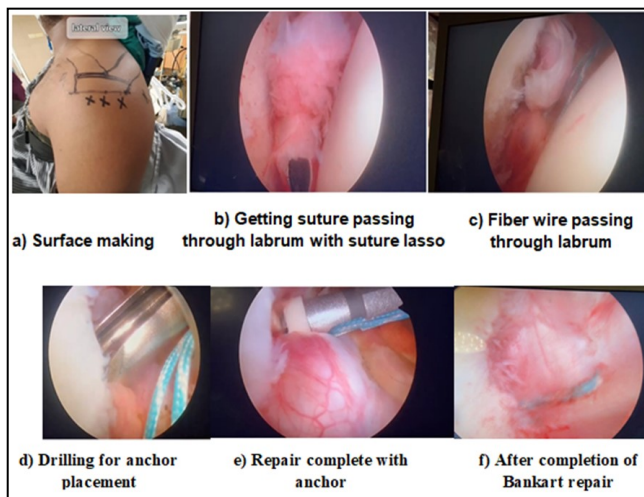 lateral view
a) Surface making
b) Getting suture passing
through labrum with suture lasso
c) Fiber wire passing
through labrum
d) Drilling for anchor
placement
e) Repair complete with
anchor
f) After completion of
Bankart repair